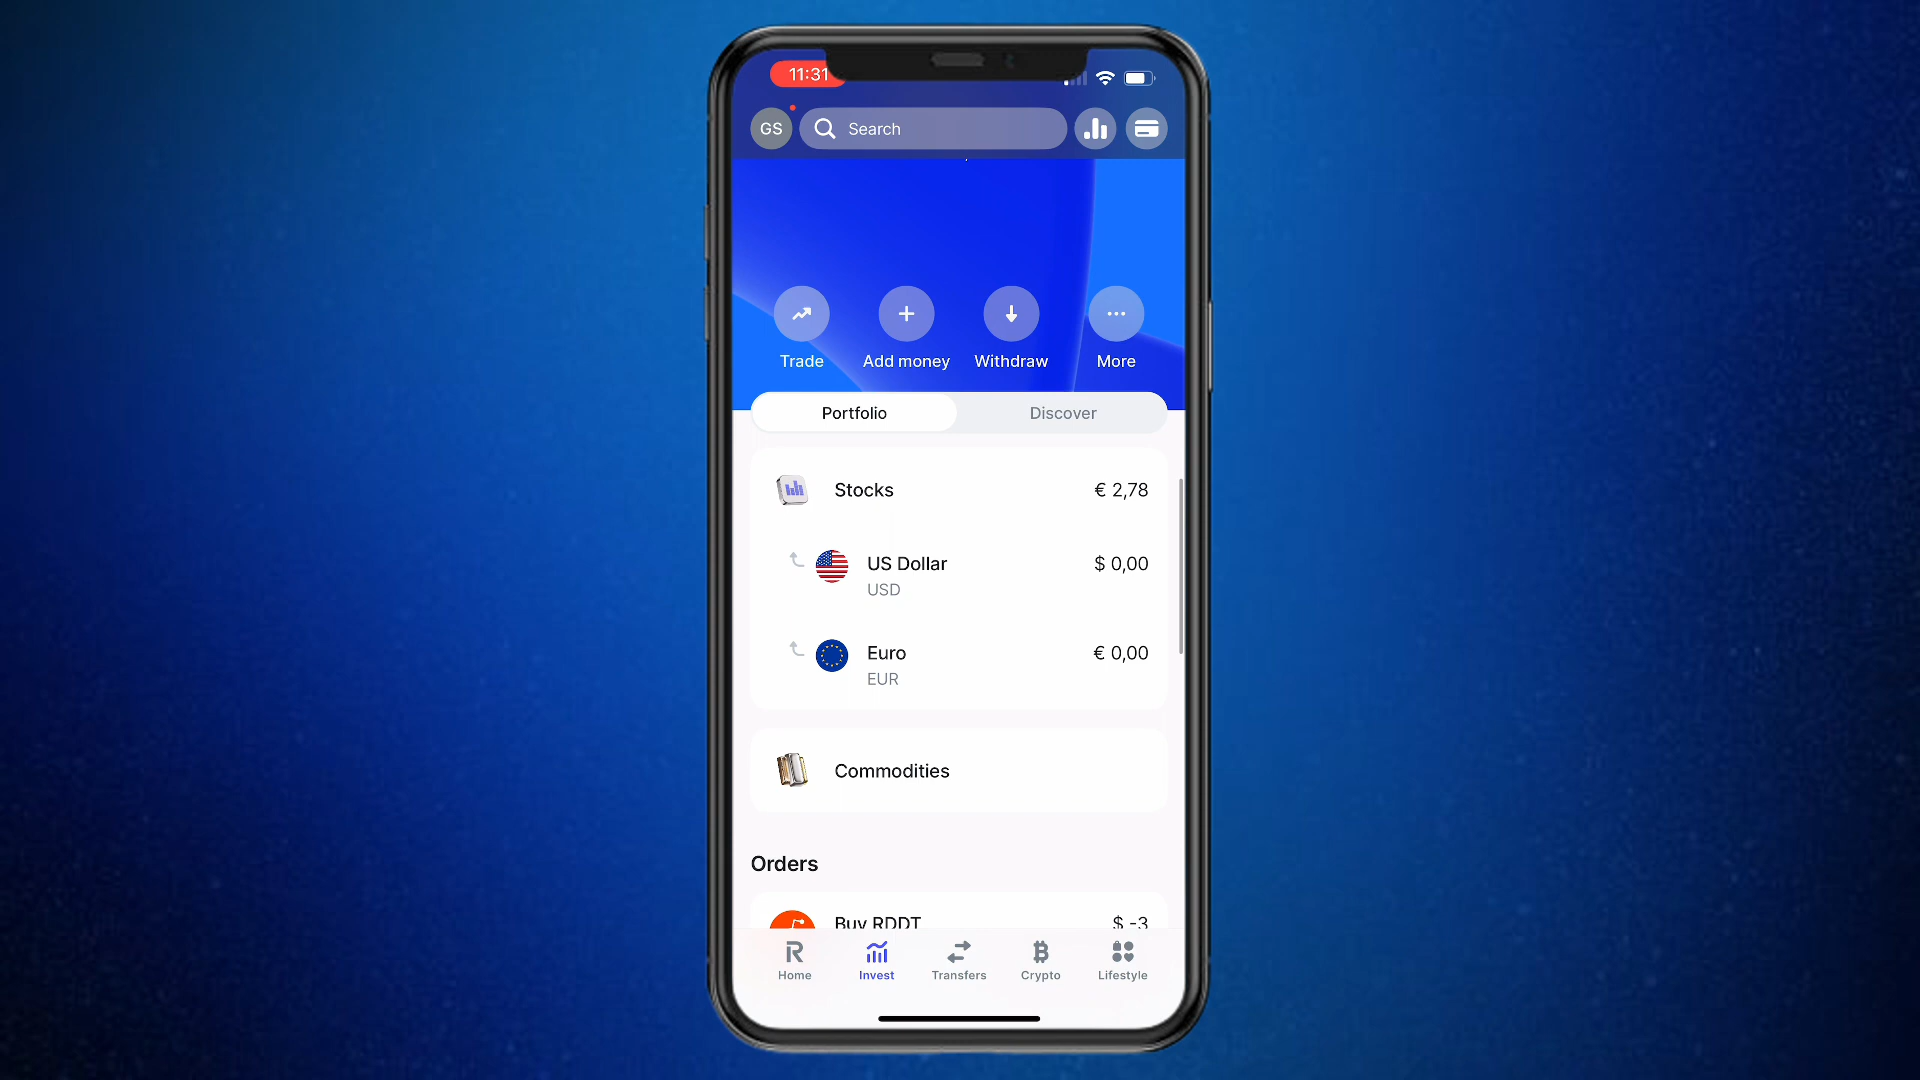 11:31
GS
Search
Trade
Add money
Withdraw
More
Portfolio
Discover
Stocks
€ 2,78
US Dollar
$ 0,00
USD
Euro
€ 0,00
EUR
Commodities
Orders
Buy RDDT
$ -3
Home
Invest
Transfers
Crypto
Lifestyle